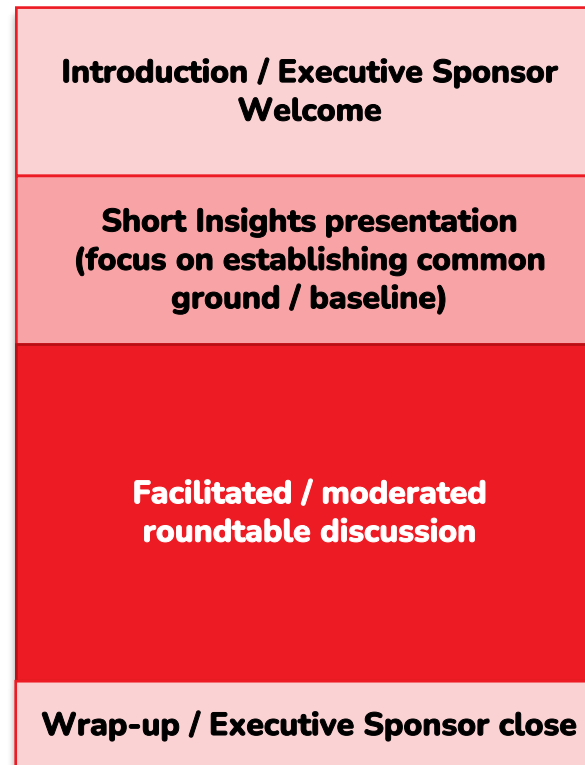 Introduction / Executive Sponsor
Welcome
Short Insights presentation
(focus on establishing common
ground / baseline)
Facilitated / moderated
roundtable discussion
Wrap-up / Executive Sponsor close